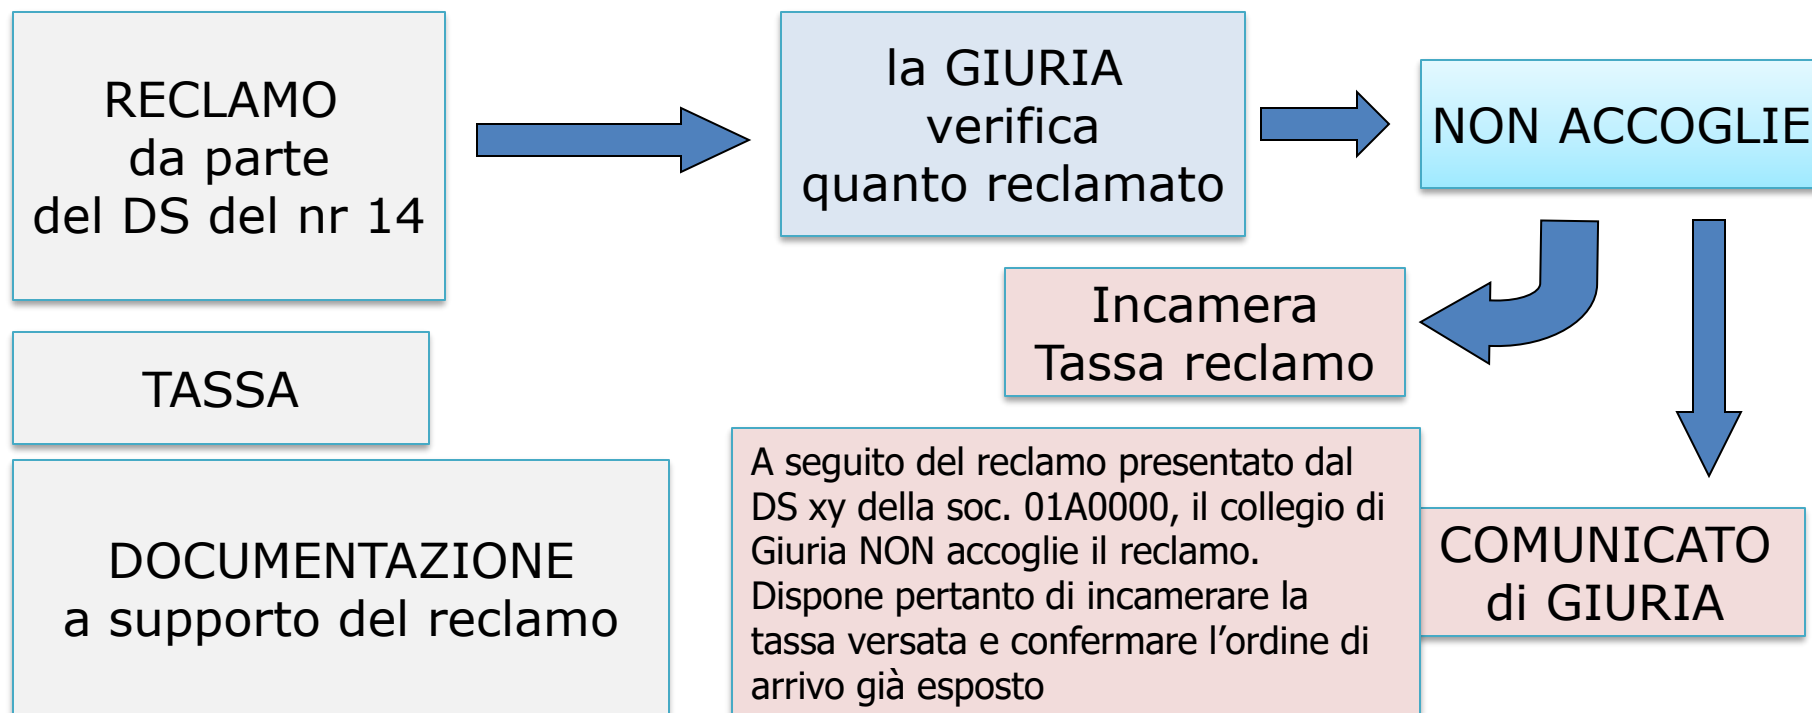 RECLAMO
da parte
del DS del nr 14
la GIURIA
verifica
quanto reclamato
NON ACCOGLIE
Incamera
Tassa reclamo
TASSA
DOCUMENTAZIONE
a supporto del reclamo
A seguito del reclamo presentato dal
DS xy della soc. 01A0000, il collegio di
Giuria NON accoglie il reclamo.
Dispone pertanto di incamerare la
tassa versata e confermare l’ordine di
arrivo già esposto
COMUNICATO
di GIURIA